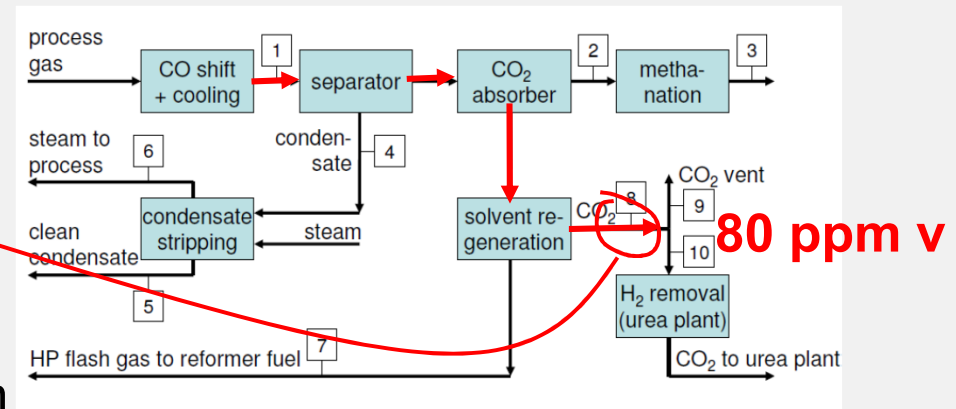 process
gas
CO shift
+ cooling
1
separator
CO2
absorber
2
metha-
nation
3
steam to
process
6
conden-
sate
4
condensate
stripping
steam
clean
condensate
5
solvent re-
generation
CO2
8
CO2 vent
9
80 ppm v
10
H2 removal
(urea plant)
HP flash gas to reformer fuel
7
CO2 to urea plant